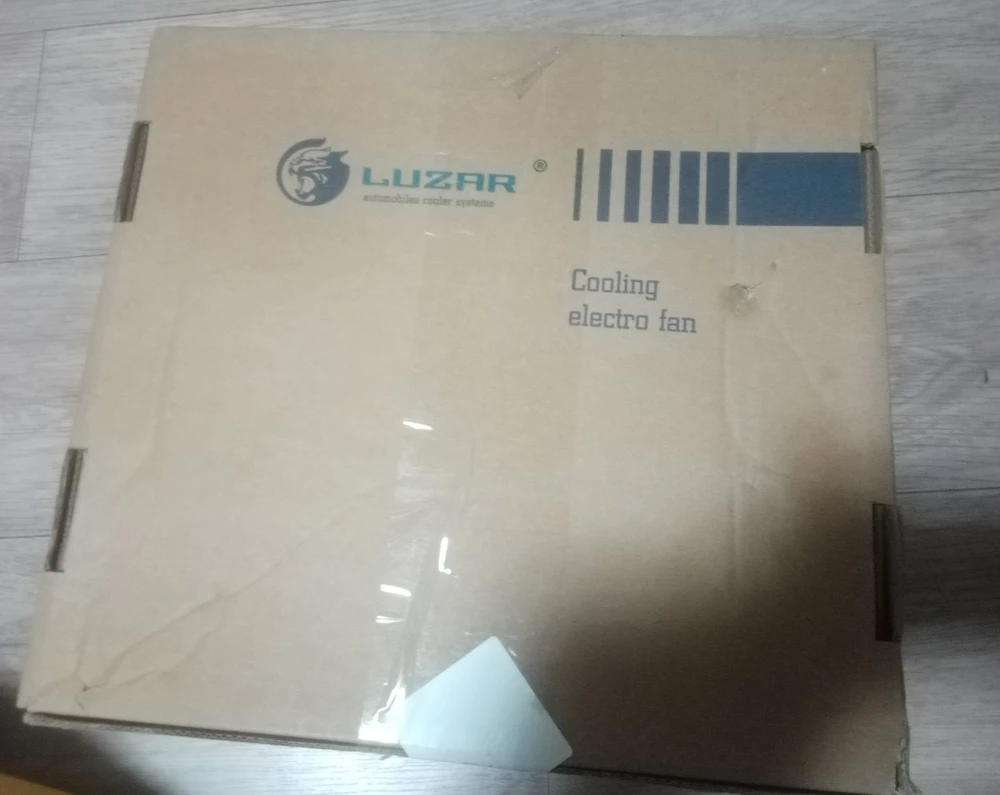 LUZAR ®
automobiles cooler systems
Cooling
electro fan